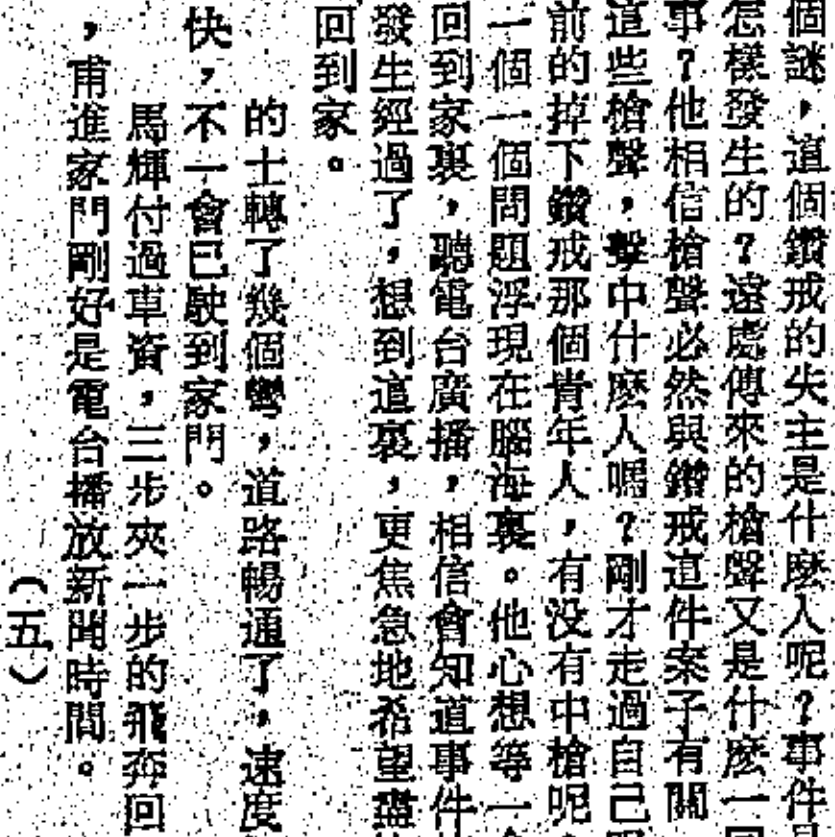 個謎，這個鑽戒的失主是什麽人呢？事件
怎樣發生的？遠處傳來的槍聲又是什麽一
事？他相信槍聲必然與鑽戒這件案子有關
這些槍聲，擊中什麽人嗎？剛才走過自己
前的掉下鑽戒那個青年人，有没有中槍呢
一個一個問題浮現在腦海裏。他心想等一
回到家裏，聽電台廣播，相信會知道事件
發生經過了，想到這裏，更焦急地希望盡
回到家。
的士轉了幾個彎，道路暢通了，速度
快，不一會已駛到家門。
馬輝付過車資，三步夾一步的飛奔回
，甫進家門剛好是電台播放新聞時間。
（五）